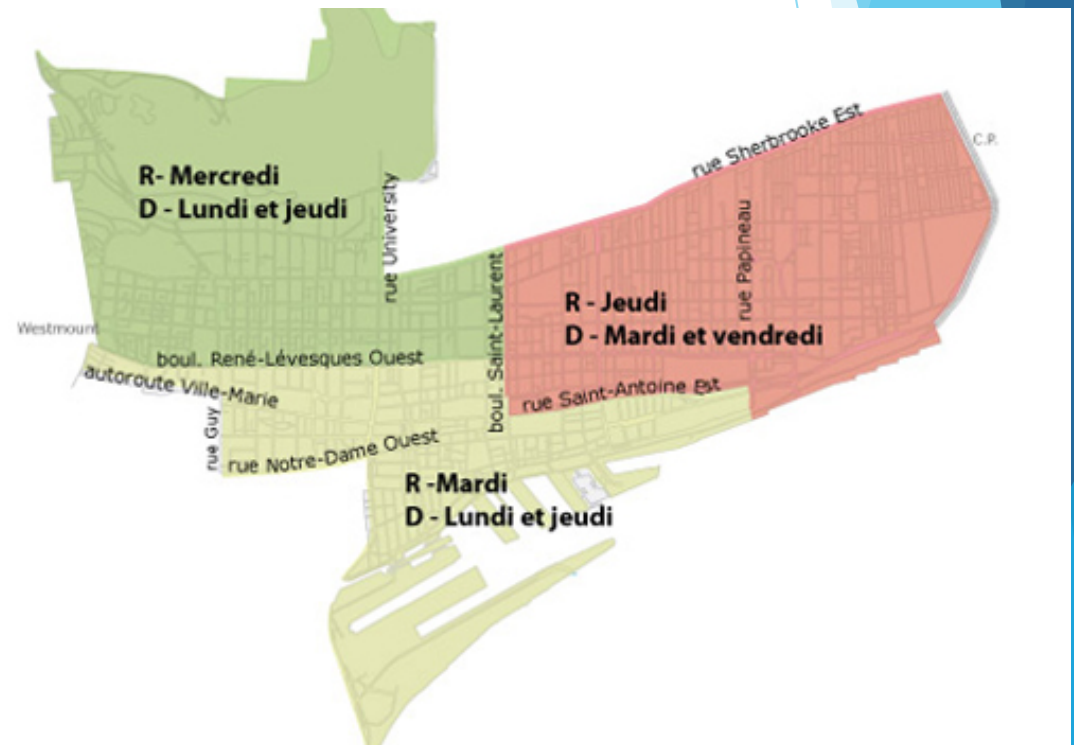 rue Sherbrooke Est
C.P.
R- Mercredi
D - Lundi et jeudi
rue University
rue Papineau
boul. Saint-Laurent
R - Jeudi
D - Mardi et vendredi
Westmount
boul. René-Lévesques Ouest
autoroute Ville-Marie
rue Saint-Antoine Est
rue Guy
rue Notre-Dame Ouest
R -Mardi
D - Lundi et jeudi